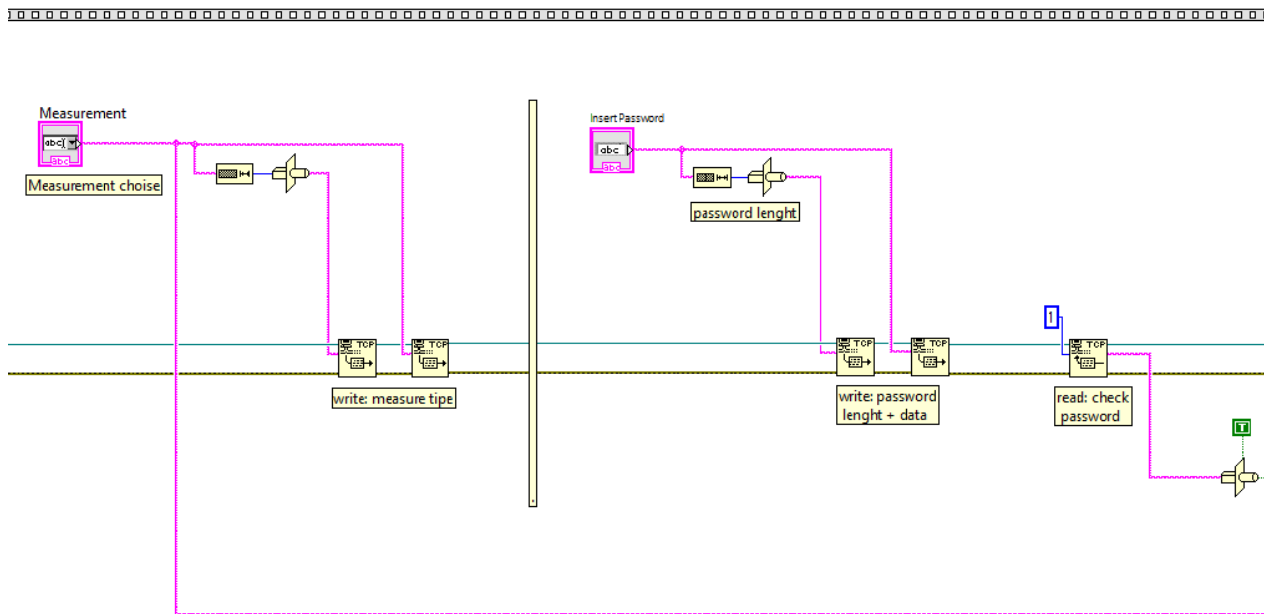 Measurement
abc
abc
Measurement choise
TCP
TCP
write: measure tipe
Insert Password
abc
abc
password lenght
TCP
TCP
write: password
lenght + data
1
TCP
read: check
password
T